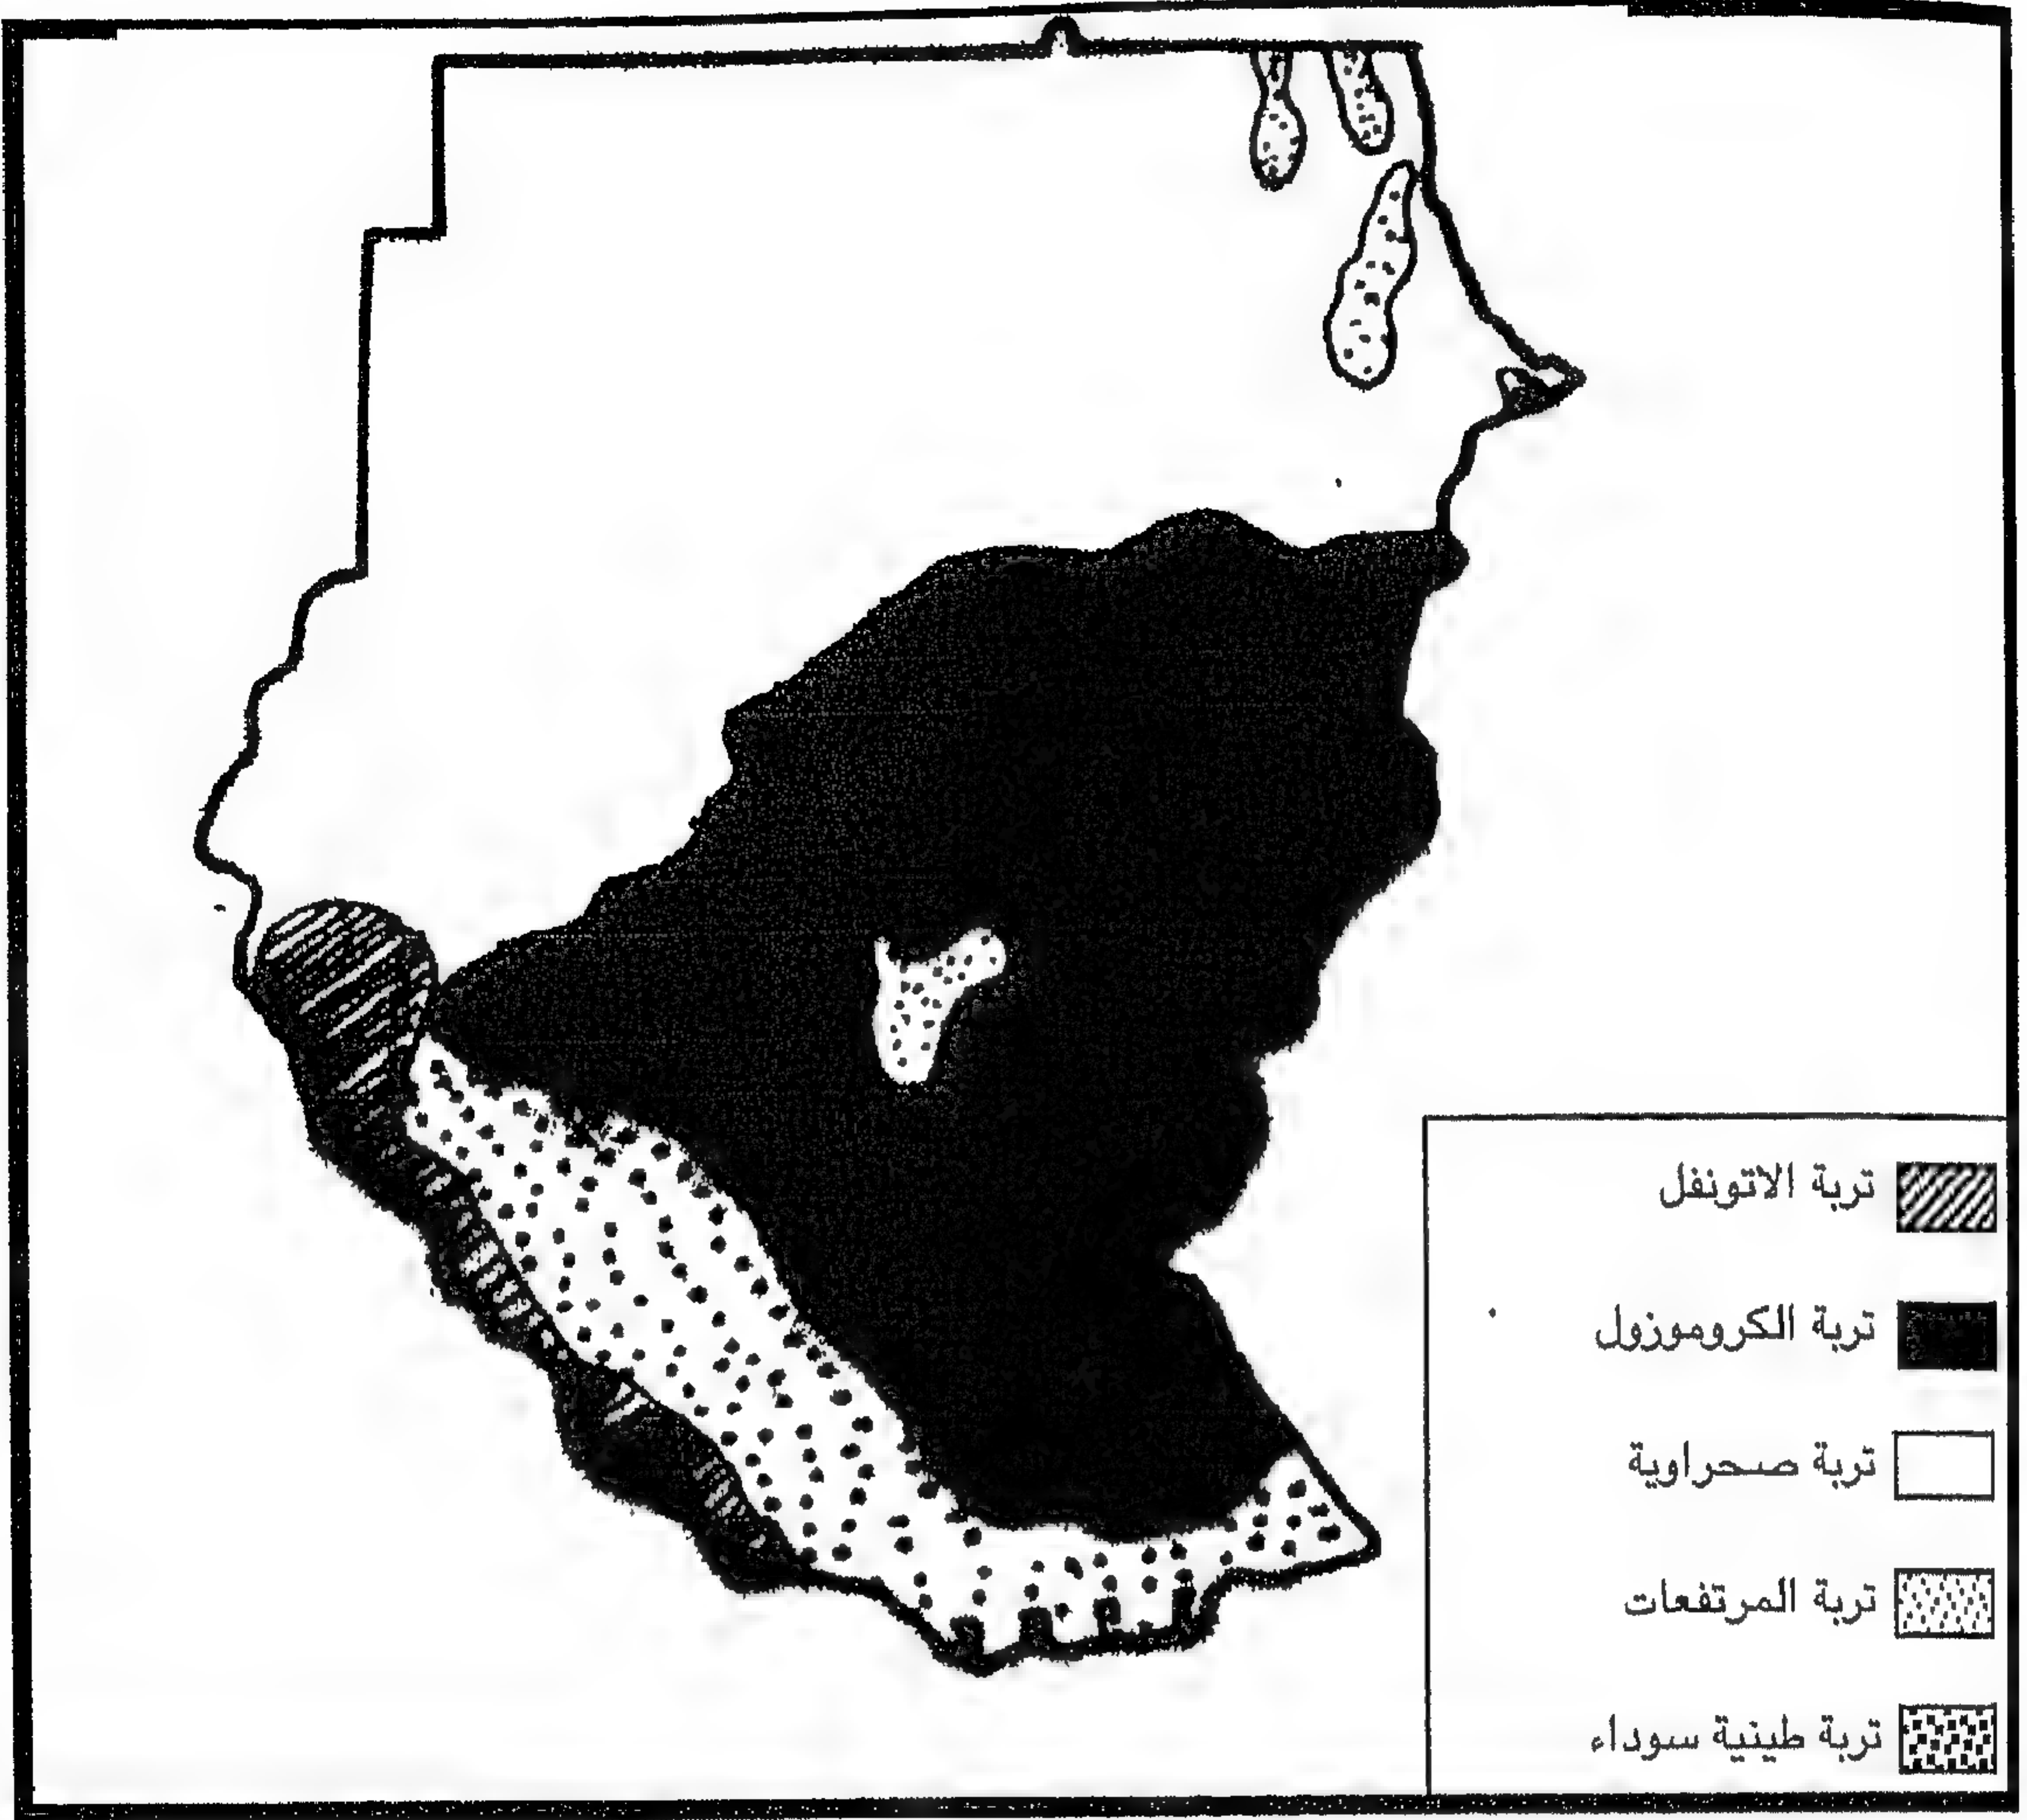 تربة الاتونفل
تربة الكروموزول
تربة صحراوية
تربة المرتفعات
تربة طينية سوداء